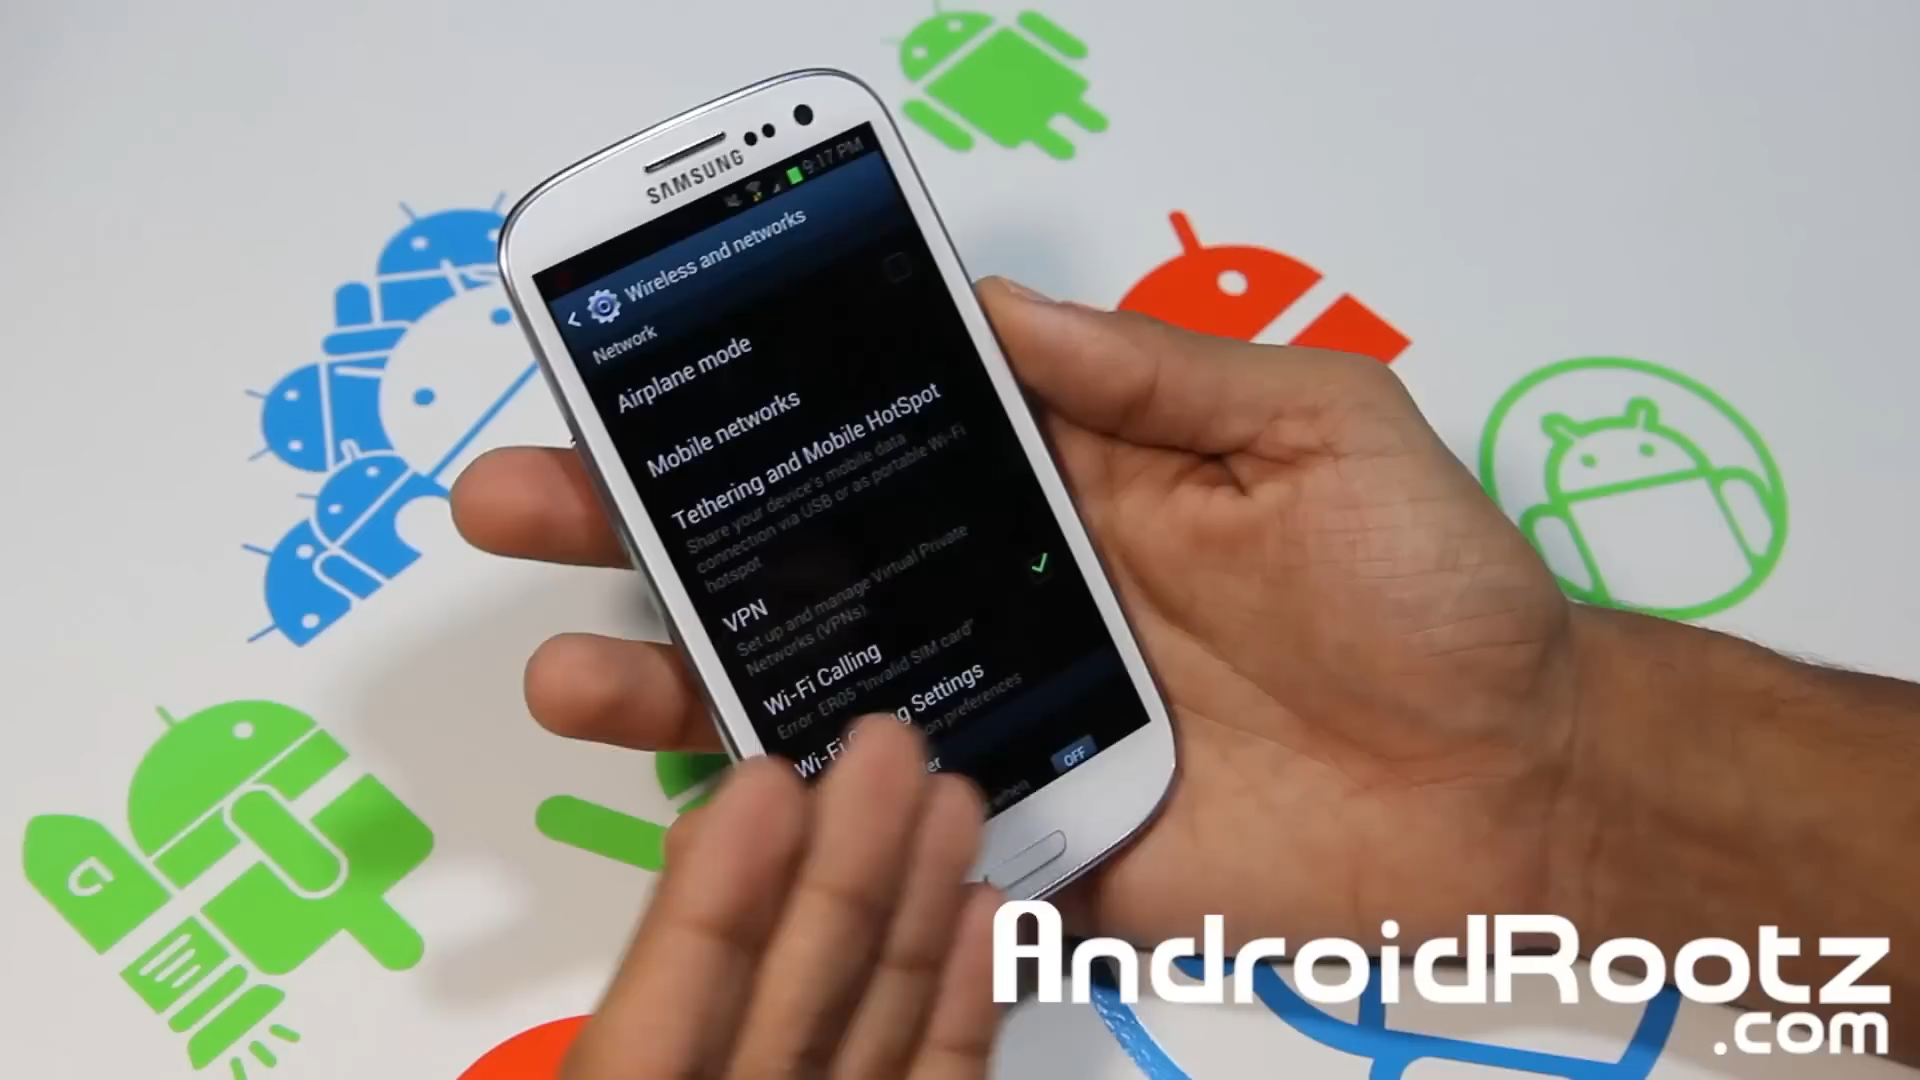 SAMSUNG
9:17 PM
Wireless and networks
Network
Airplane mode
Mobile networks
Tethering and Mobile HotSpot
Share your device's mobile data
connection via USB or as portable Wi-Fi
hotspot
VPN
Set up and manage Virtual Private
Networks (VPNs)
Wi-Fi Calling
Error: ER05 "Invalid SIM card"
Settings
preferences
OFF
when
AndroidRootz
.com